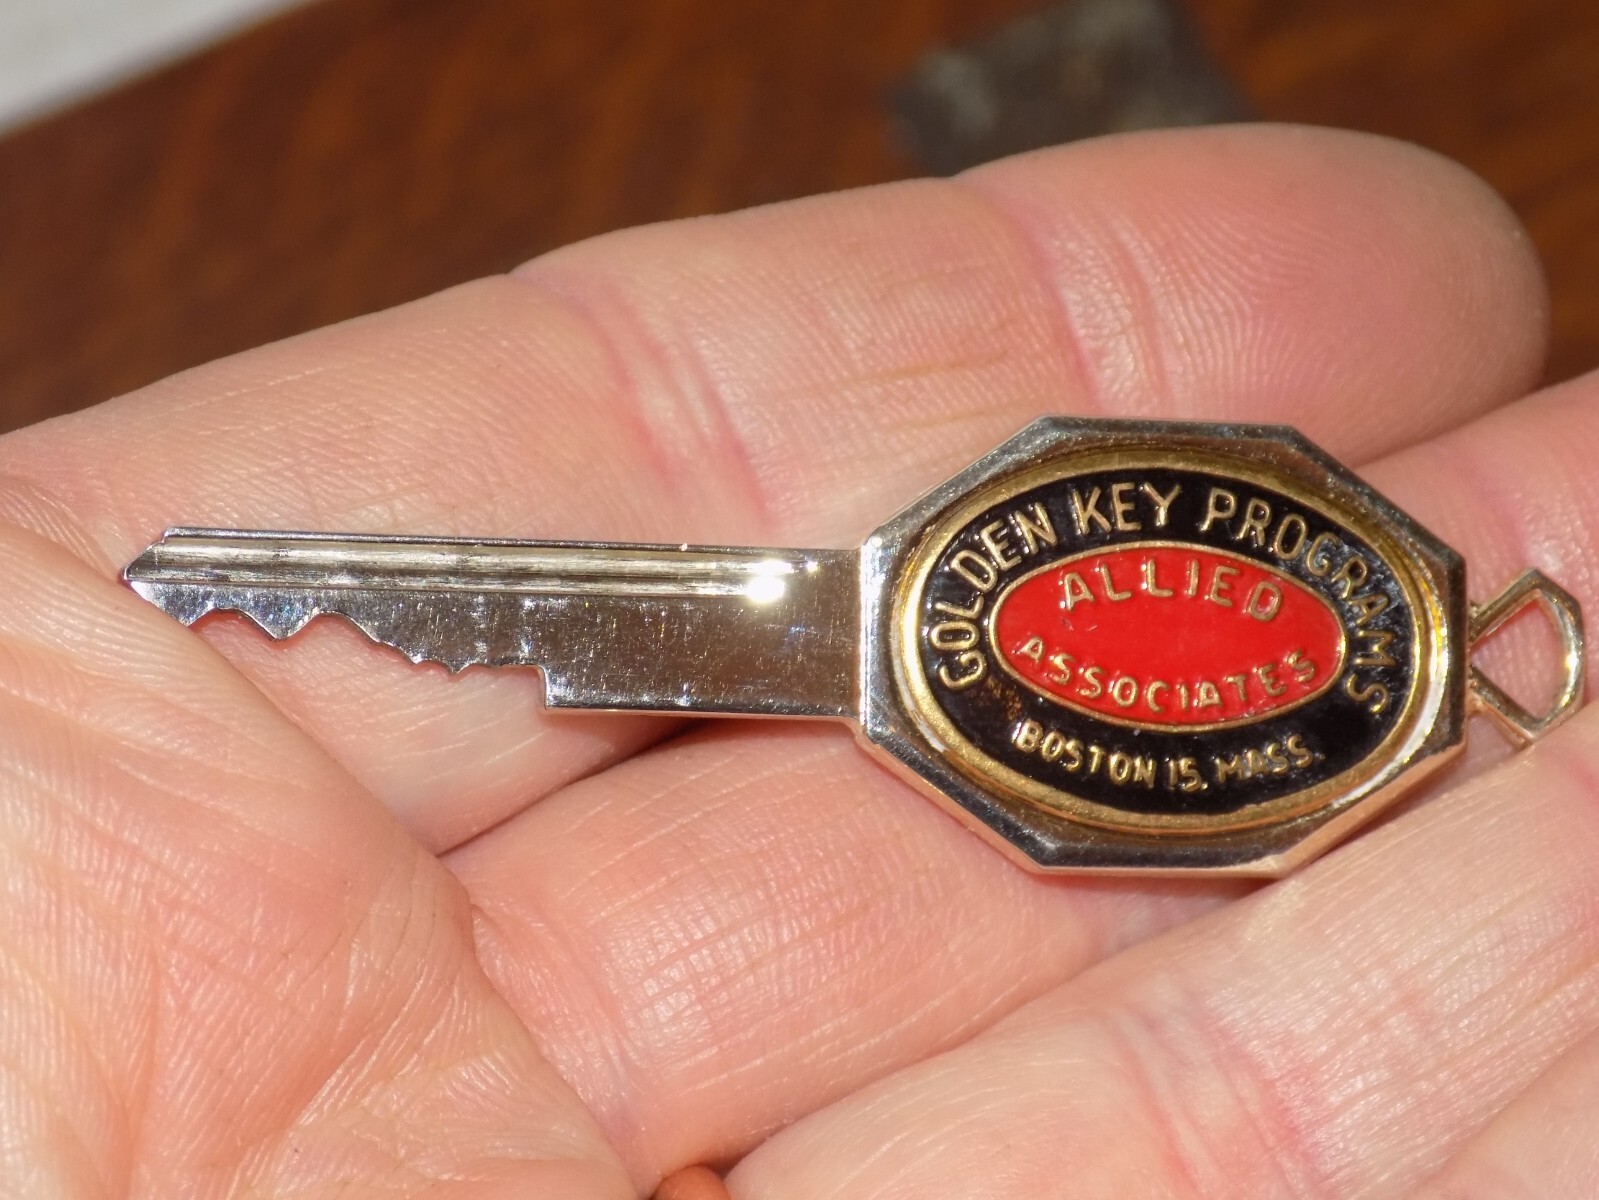 GOLDEN KEY PROGRAMS
ALLIED
ASSOCIATES
BOSTON 15, MASS.